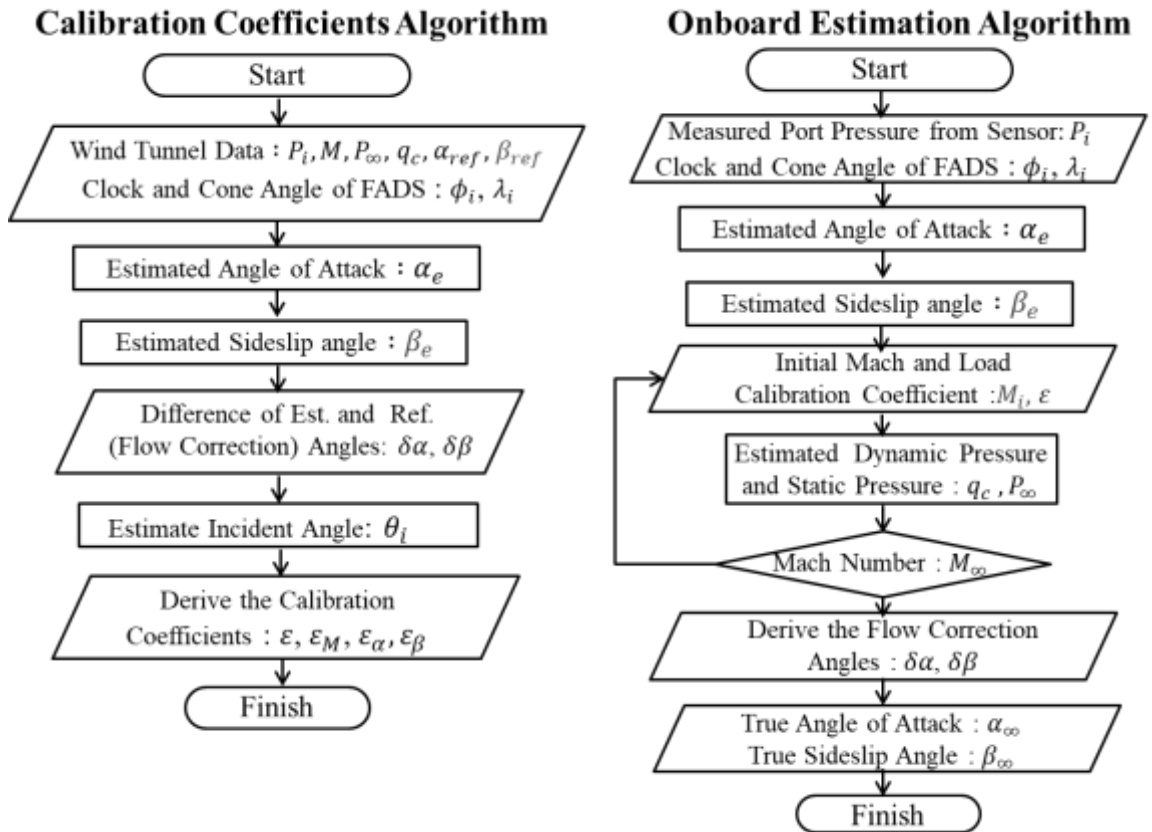 Calibration Coefficients Algorithm
Start
Wind Tunnel Data : P_i, M, P_∞, q_c, α_ref, β_ref
Clock and Cone Angle of FADS : ϕ_i, λ_i
Estimated Angle of Attack : α_e
Estimated Sideslip angle : β_e
Difference of Est. and Ref.
(Flow Correction) Angles: δα, δβ
Estimate Incident Angle: θ_i
Derive the Calibration
Coefficients : ε, ε_M, ε_α, ε_β
Finish
Onboard Estimation Algorithm
Start
Measured Port Pressure from Sensor: P_i
Clock and Cone Angle of FADS : ϕ_i, λ_i
Estimated Angle of Attack : α_e
Estimated Sideslip angle : β_e
Initial Mach and Load
Calibration Coefficient :M_i, ε
Estimated Dynamic Pressure
and Static Pressure : q_c , P_∞
Mach Number : M_∞
Derive the Flow Correction
Angles : δα, δβ
True Angle of Attack : α_∞
True Sideslip Angle : β_∞
Finish